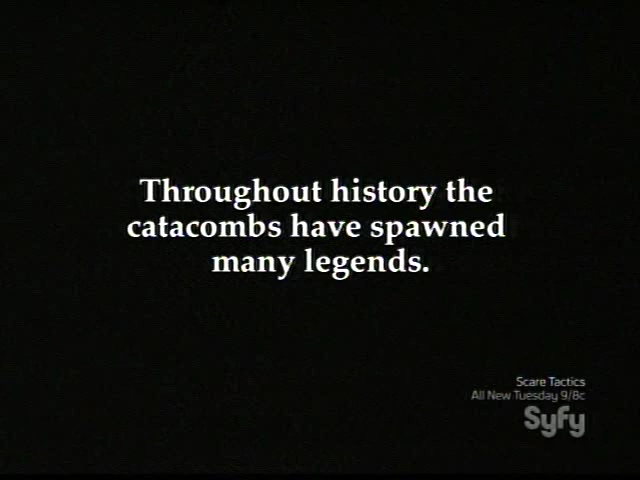 Throughout history the
catacombs have spawned
many legends.
Scare Tactics
All New Tuesday 9/8c
Syfy